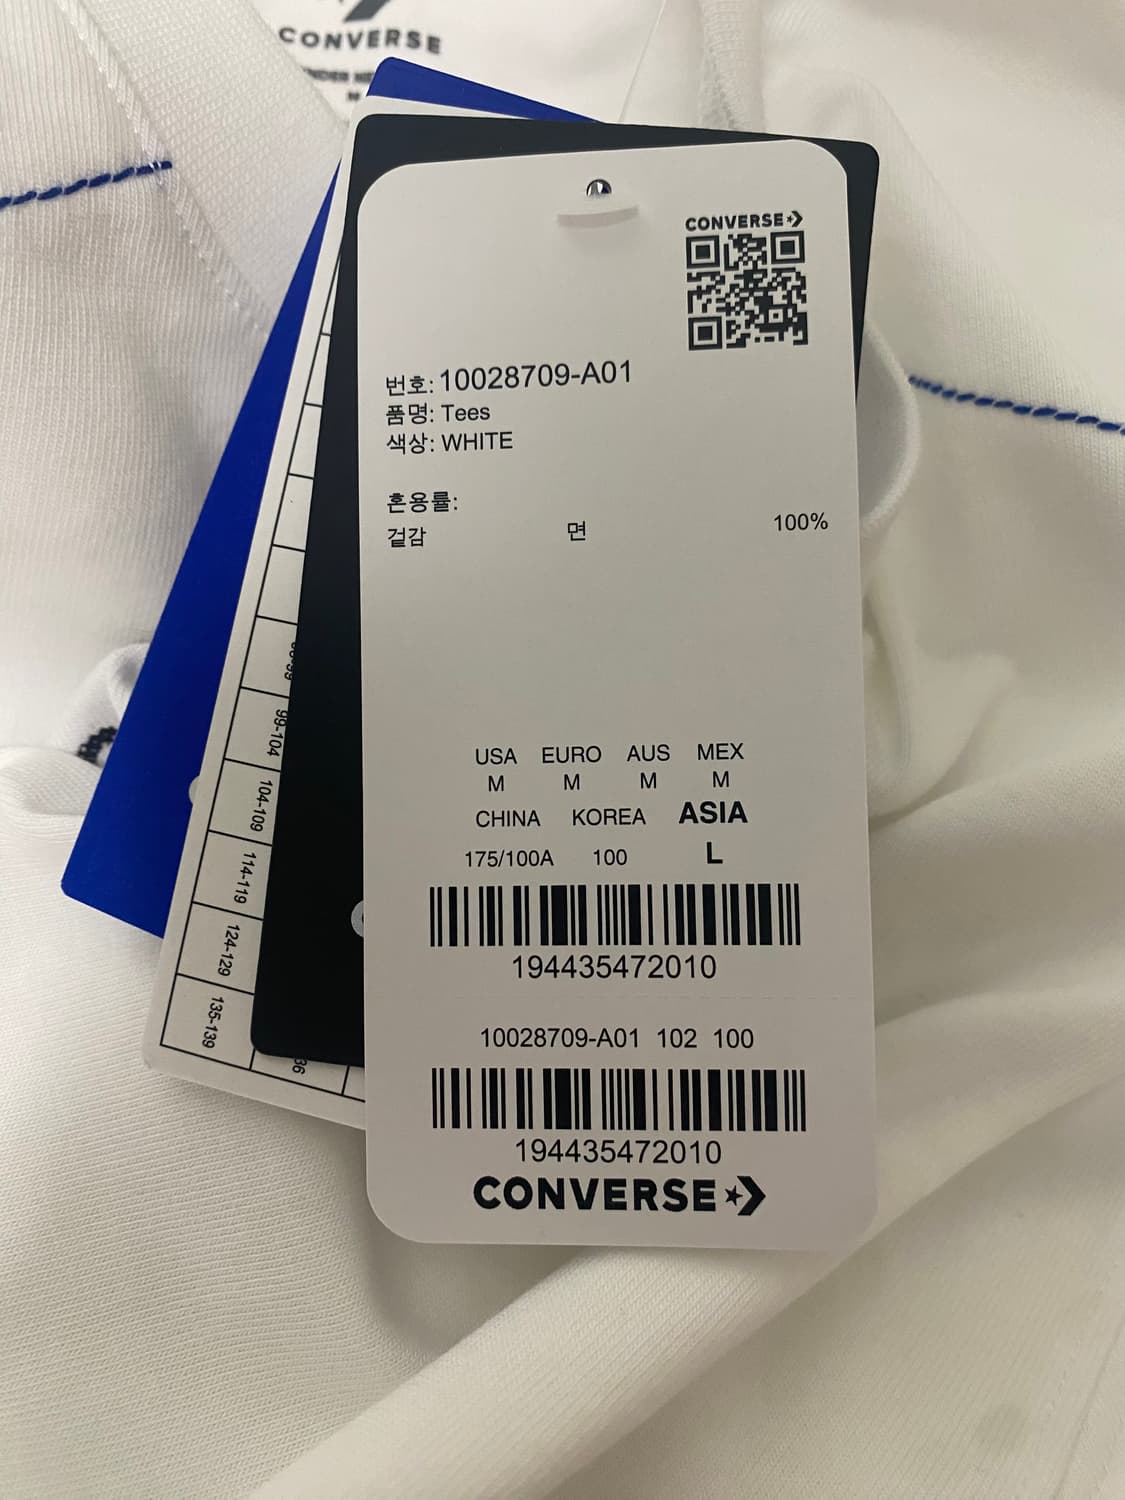 CONVERSE
CONVERSE
번호: 10028709-A01
품명: Tees
색상: WHITE
혼용률:
겉감 면 100%
99-104
104-109
114-119
124-129
135-139
USA EURO AUS MEX
M M M M
CHINA KOREA ASIA
175/100A 100 L
194435472010
10028709-A01 102 100
194435472010
CONVERSE